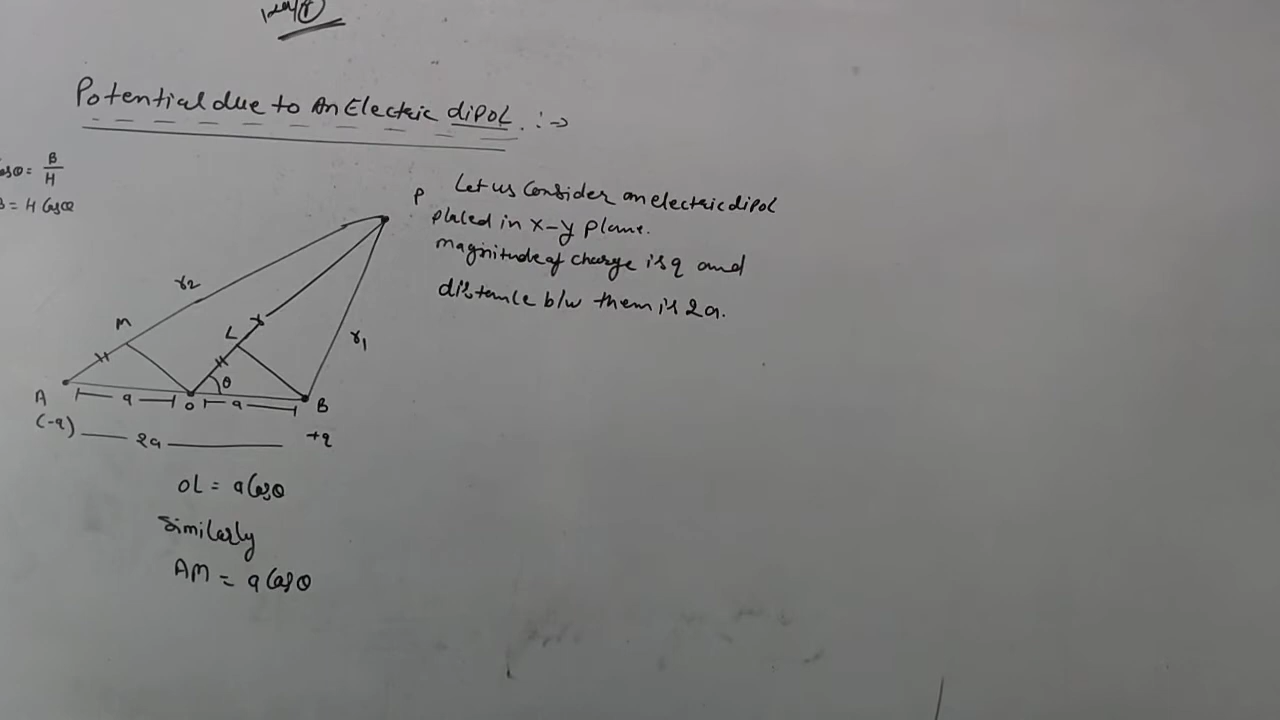 Potential due to An Electric dipol. :→
Cosθ = B/H
B = H Cosθ
P
Let us Consider an electric dipol
placed in x-y plane.
magnitude of charge is q and
distance b/w them is 2a.
r2
M
L
r
r1
θ
A
a
O
a
B
(-q)
2a
+q
OL = a Cosθ
Similarly
AM = a Cosθ